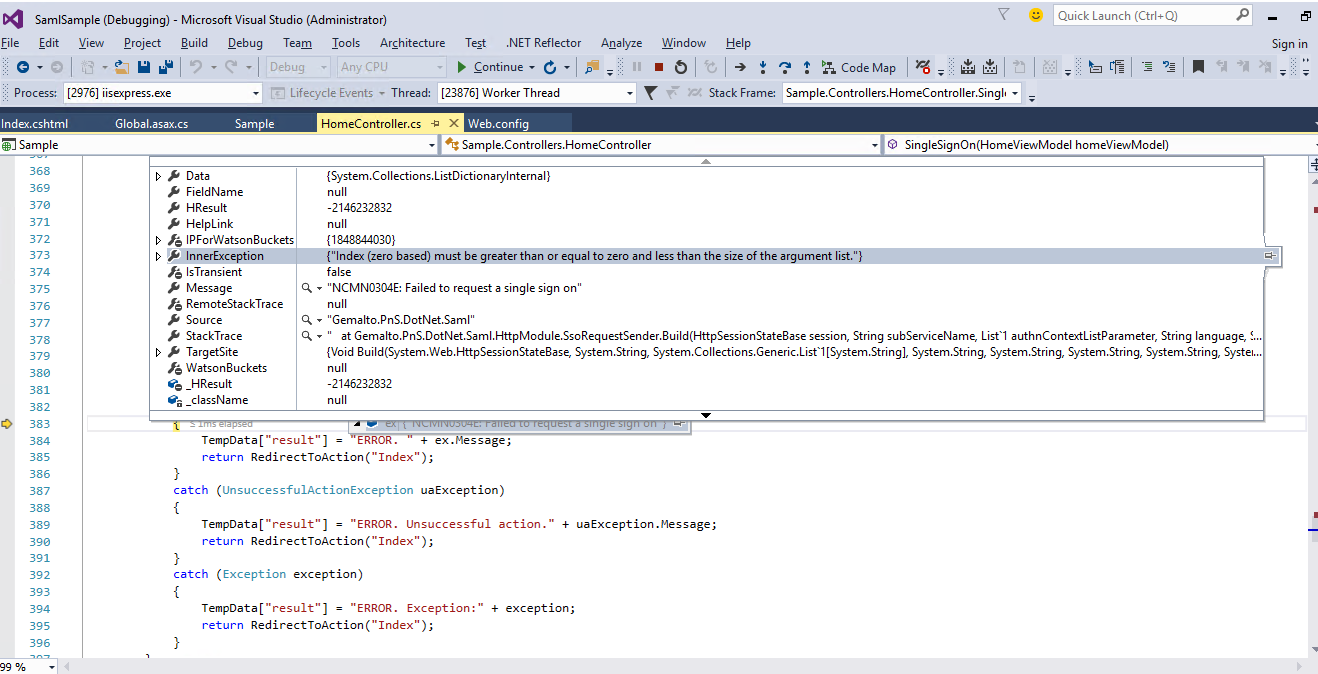 SamlSample (Debugging) - Microsoft Visual Studio (Administrator)
Quick Launch (Ctrl+Q)
File Edit View Project Build Debug Team Tools Architecture Test .NET Reflector Analyze Window Help
Sign in
Debug Any CPU Continue Code Map
Process: [2976] iisexpress.exe Lifecycle Events Thread: [23876] Worker Thread Stack Frame: Sample.Controllers.HomeController.Singl
Index.cshtml Global.asax.cs Sample HomeController.cs Web.config
Sample Sample.Controllers.HomeController SingleSignOn(HomeViewModel homeViewModel)
367
368 Data {System.Collections.ListDictionaryInternal}
369 FieldName null
370 HResult -2146232832
371 HelpLink null
372 IPForWatsonBuckets {1848844030}
373 InnerException {"Index (zero based) must be greater than or equal to zero and less than the size of the argument list."}
374 IsTransient false
375 Message "NCMN0304E: Failed to request a single sign on"
376 RemoteStackTrace null
377 Source "Gemalto.PnS.DotNet.Saml"
378 StackTrace " at Gemalto.PnS.DotNet.Saml.HttpModule.SsoRequestSender.Build(HttpSessionStateBase session, String subServiceName, List`1 authnContextListParameter, String language, S...
379 TargetSite {Void Build(System.Web.HttpSessionStateBase, System.String, System.Collections.Generic.List`1[System.String], System.String, System.String, System.String, System.String, System...
380 WatsonBuckets null
381 _HResult -2146232832
382 _className null
383 { ≤ 1ms elapsed ex { "NCMN0304E: Failed to request a single sign on" }
384 TempData["result"] = "ERROR. " + ex.Message;
385 return RedirectToAction("Index");
386 }
387 catch (UnsuccessfulActionException uaException)
388 {
389 TempData["result"] = "ERROR. Unsuccessful action." + uaException.Message;
390 return RedirectToAction("Index");
391 }
392 catch (Exception exception)
393 {
394 TempData["result"] = "ERROR. Exception:" + exception;
395 return RedirectToAction("Index");
396 }
397
99 %